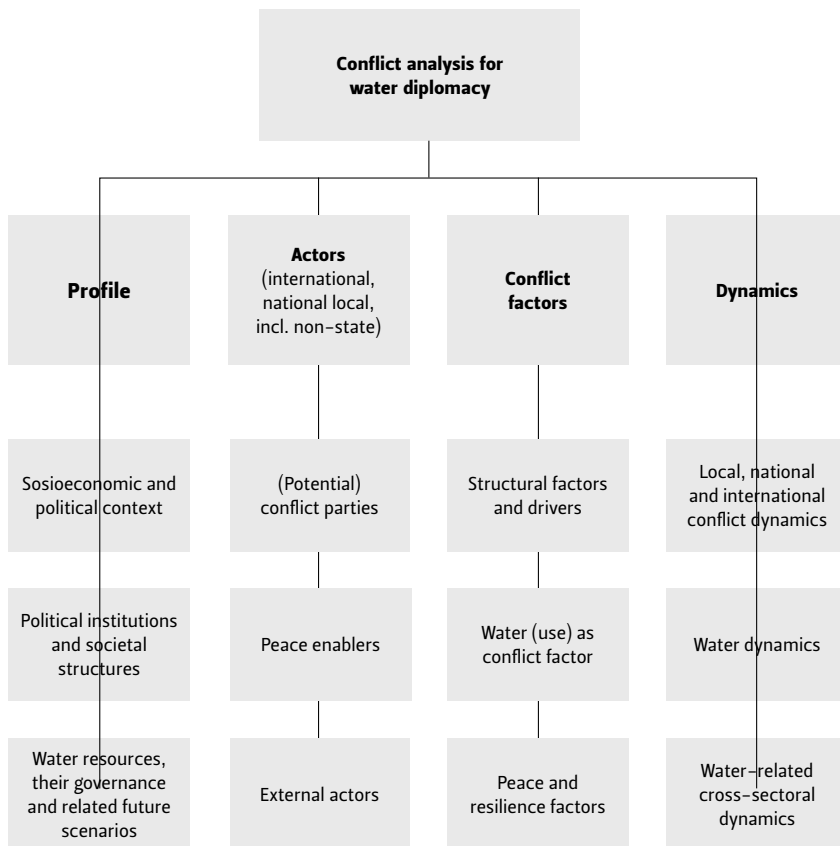 Conflict analysis for
water diplomacy
Profile
Actors
(international,
national local,
incl. non-state)
Conflict
factors
Dynamics
Sosioeconomic and
political context
(Potential)
conflict parties
Structural factors
and drivers
Local, national
and international
conflict dynamics
Political institutions
and societal
structures
Peace enablers
Water (use) as
conflict factor
Water dynamics
Water resources,
their governance
and related future
scenarios
External actors
Peace and
resilience factors
Water-related
cross-sectoral
dynamics